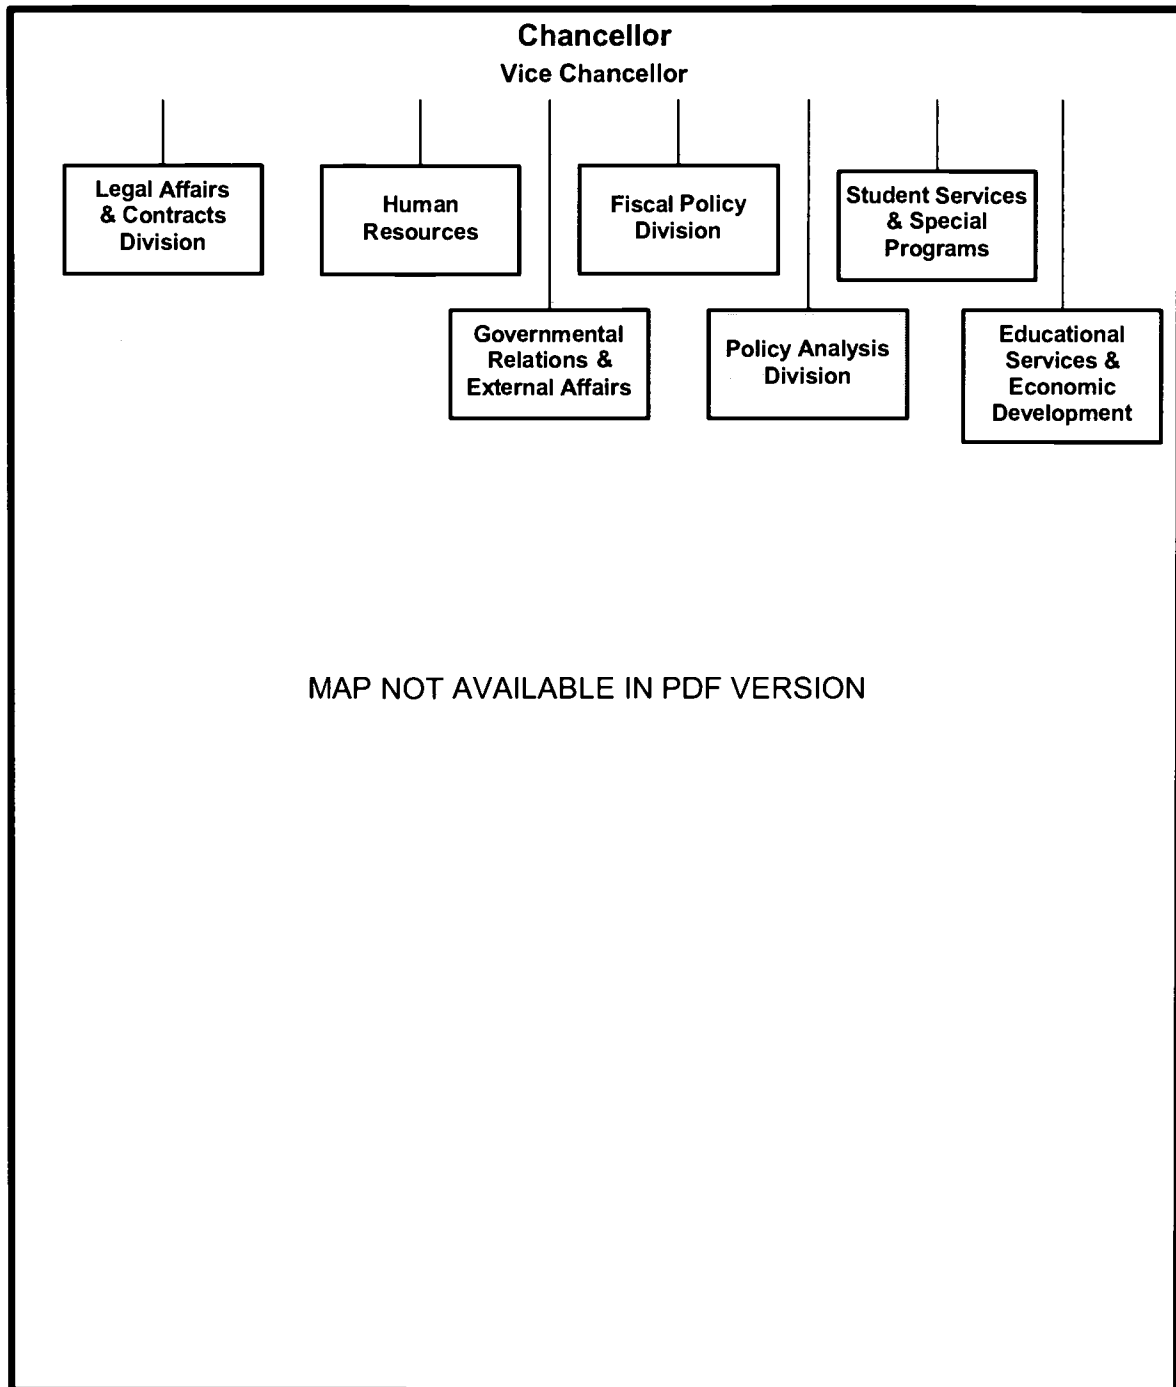 Chancellor
Vice Chancellor
Legal Affairs
& Contracts
Division
Human
Resources
Fiscal Policy
Division
Student Services
& Special
Programs
Governmental
Relations &
External Affairs
Policy Analysis
Division
Educational
Services &
Economic
Development
MAP NOT AVAILABLE IN PDF VERSION